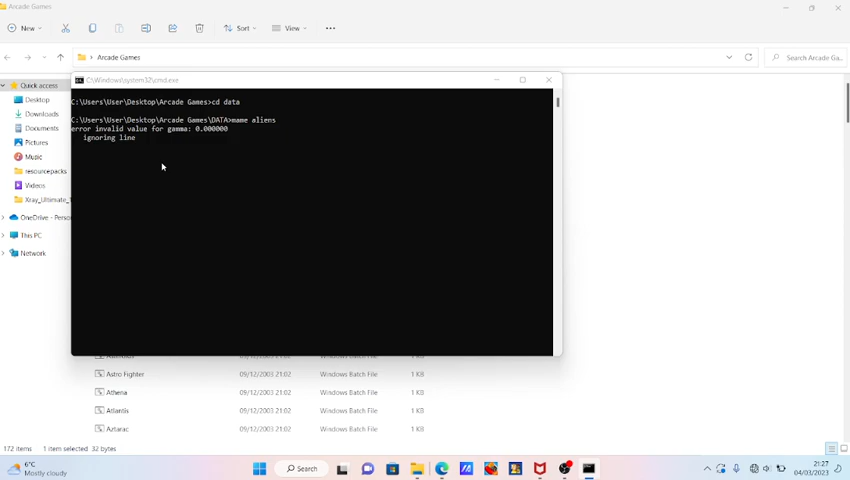 Arcade Games
New
Sort
View
Arcade Games
Search Arcade Ga...
Quick access
Desktop
Downloads
Documents
Pictures
Music
resourcepacks
Videos
Xray_Ultimate_1
OneDrive - Perso
This PC
Network
C:\Windows\system32\cmd.exe
C:\Users\User\Desktop\Arcade Games>cd data
C:\Users\User\Desktop\Arcade Games\DATA>mame aliens
error invalid value for gamma: 0.000000
ignoring line
Astro Fighter 09/12/2003 21:02 Windows Batch File 1 KB
Athena 09/12/2003 21:02 Windows Batch File 1 KB
Atlantis 09/12/2003 21:02 Windows Batch File 1 KB
Aztarac 09/12/2003 21:02 Windows Batch File 1 KB
172 items 1 item selected 32 bytes
6°C
Mostly cloudy
Search
21:27
04/03/2023